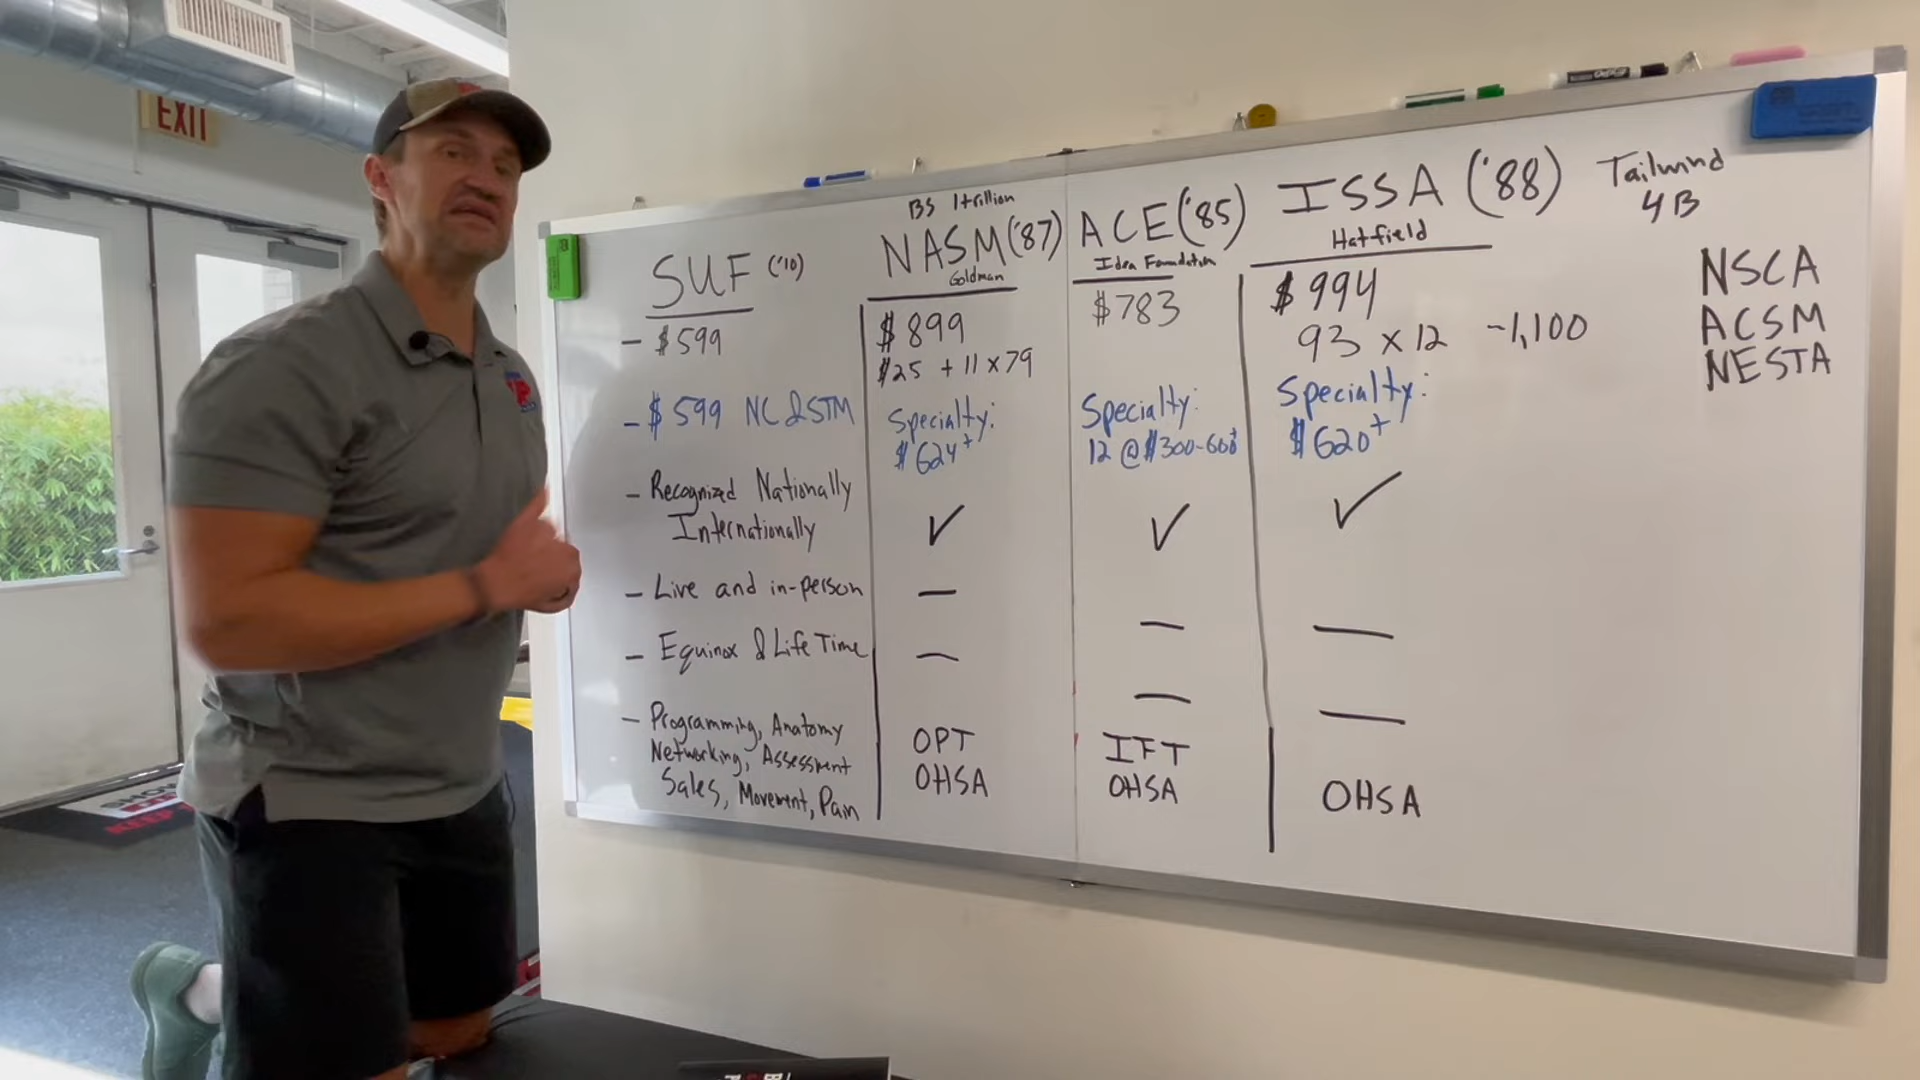 EXIT
SUF ('10)
- $599
- $599 NC & STM
- Recognized Nationally
Internationally
- Live and in-person
- Equinox & Life Time
- Programming, Anatomy
Networking, Assessment
Sales, Movement, Pain
BS 1trillion
NASM ('87)
Goldman
$899
$25 + 11 x 79
Specialty:
$624+
✓
—
—
OPT
OHSA
ACE ('85)
Idea Foundation
$783
Specialty:
12 @ $300-600+
✓
—
—
IFT
OHSA
ISSA ('88)
Hatfield
$994
93 x 12 -1,100
Specialty:
$620+
✓
—
—
OHSA
Tailwind
4B
NSCA
ACSM
NESTA